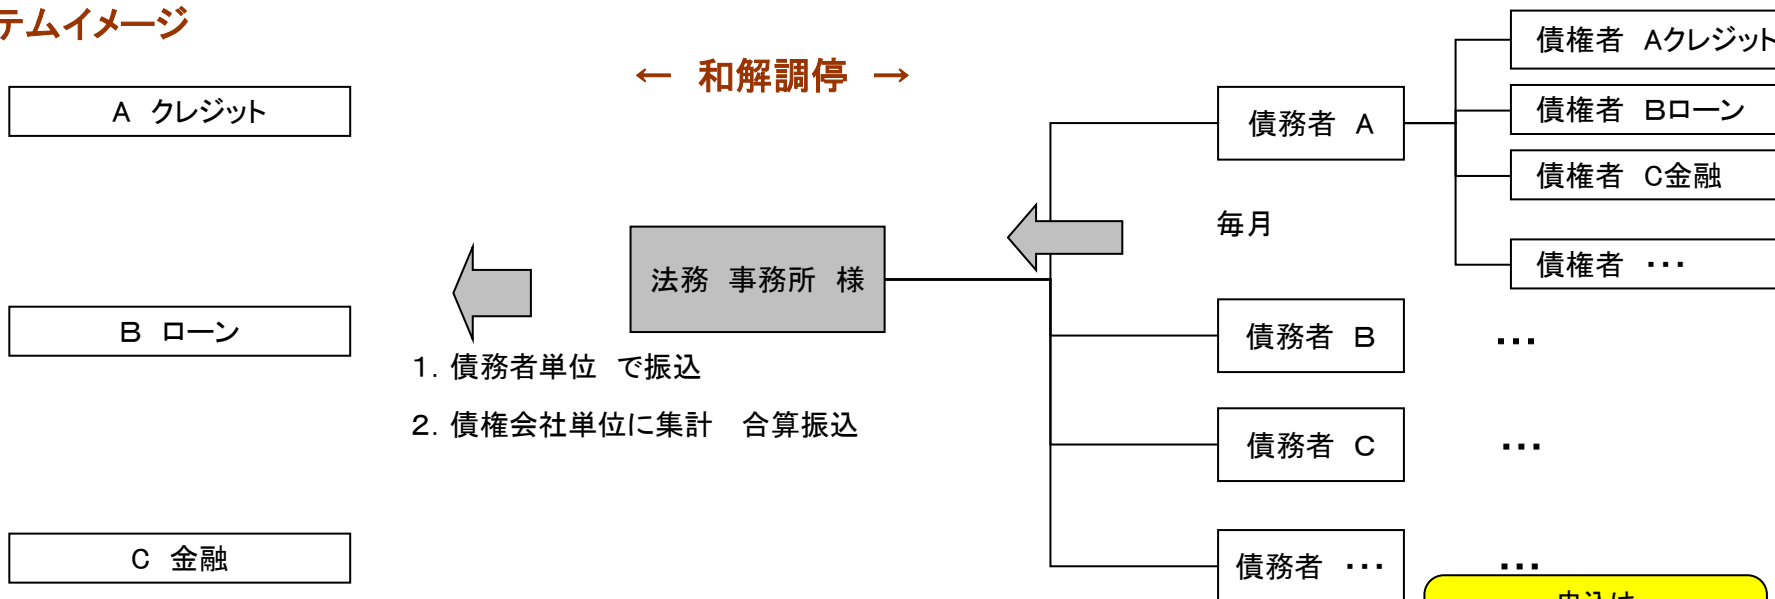 テムイメージ
← 和解調停 →
A クレジット
B ローン
C 金融
法務 事務所 様
1. 債務者単位 で振込
2. 債権会社単位に集計 合算振込
毎月
債務者 A
債務者 B
債務者 C
債務者 ・・・
債権者 Aクレジット
債権者 Bローン
債権者 C金融
債権者 ・・・
・・・
・・・
・・・
申込は